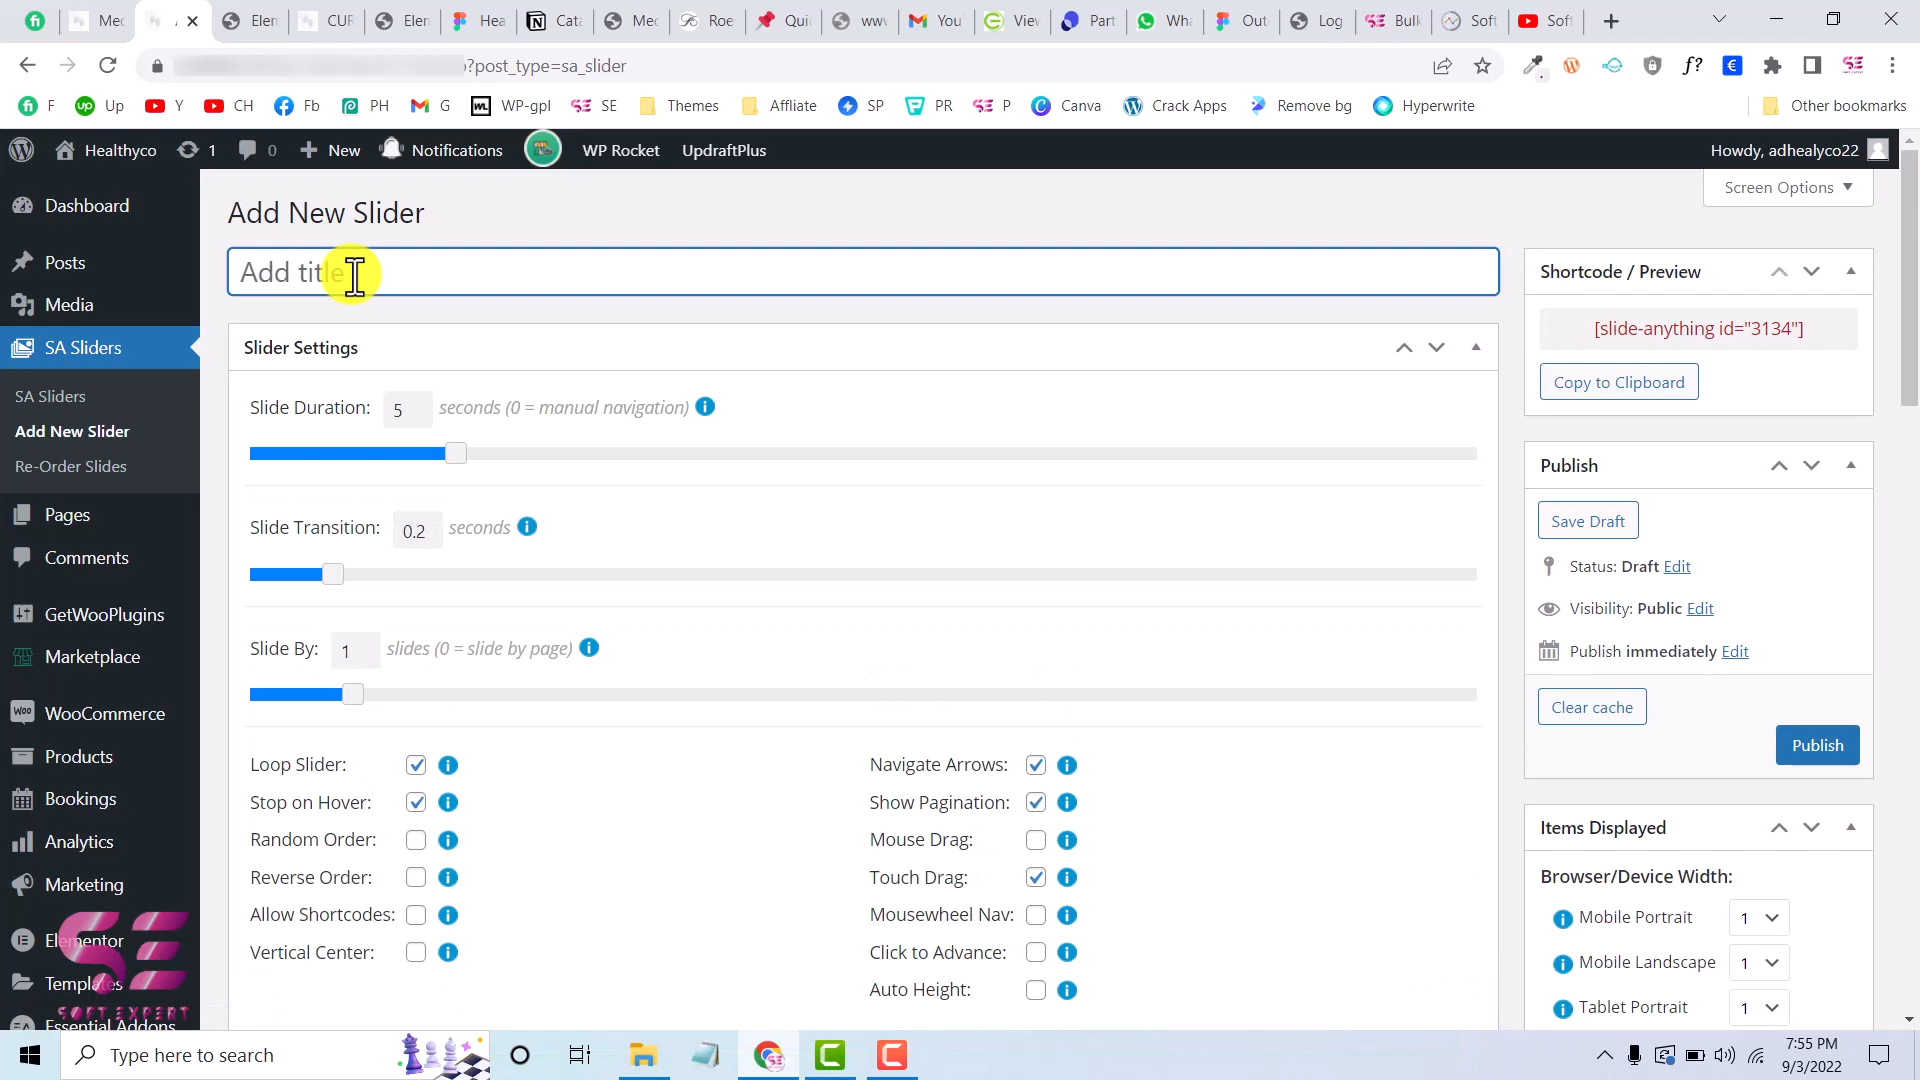 Mec
A
Elen
CUR
Elen
Hea
Cata
Mec
Roe
Quic
www
You
View
Part
Wha
Out
Log
Bulk
Soft
Soft
?post_type=sa_slider
F
Up
Y
CH
Fb
PH
G
WP-gpl
SE
Themes
Affliate
SP
PR
P
Canva
Crack Apps
Remove bg
Hyperwrite
Other bookmarks
Healthyco
1
0
New
Notifications
WP Rocket
UpdraftPlus
Howdy, adhealyco22
Screen Options
Dashboard
Posts
Media
SA Sliders
SA Sliders
Add New Slider
Re-Order Slides
Pages
Comments
GetWooPlugins
Marketplace
WooCommerce
Products
Bookings
Analytics
Marketing
Elementor
Templates
Essential Addons
SOFT EXPERT
Add New Slider
Add title
Slider Settings
Slide Duration: 5 seconds (0 = manual navigation)
Slide Transition: 0.2 seconds
Slide By: 1 slides (0 = slide by page)
Loop Slider:
Stop on Hover:
Random Order:
Reverse Order:
Allow Shortcodes:
Vertical Center:
Navigate Arrows:
Show Pagination:
Mouse Drag:
Touch Drag:
Mousewheel Nav:
Click to Advance:
Auto Height:
Shortcode / Preview
[slide-anything id="3134"]
Copy to Clipboard
Publish
Save Draft
Status: Draft Edit
Visibility: Public Edit
Publish immediately Edit
Clear cache
Publish
Items Displayed
Browser/Device Width:
Mobile Portrait 1
Mobile Landscape 1
Tablet Portrait 1
Type here to search
7:55 PM
9/3/2022